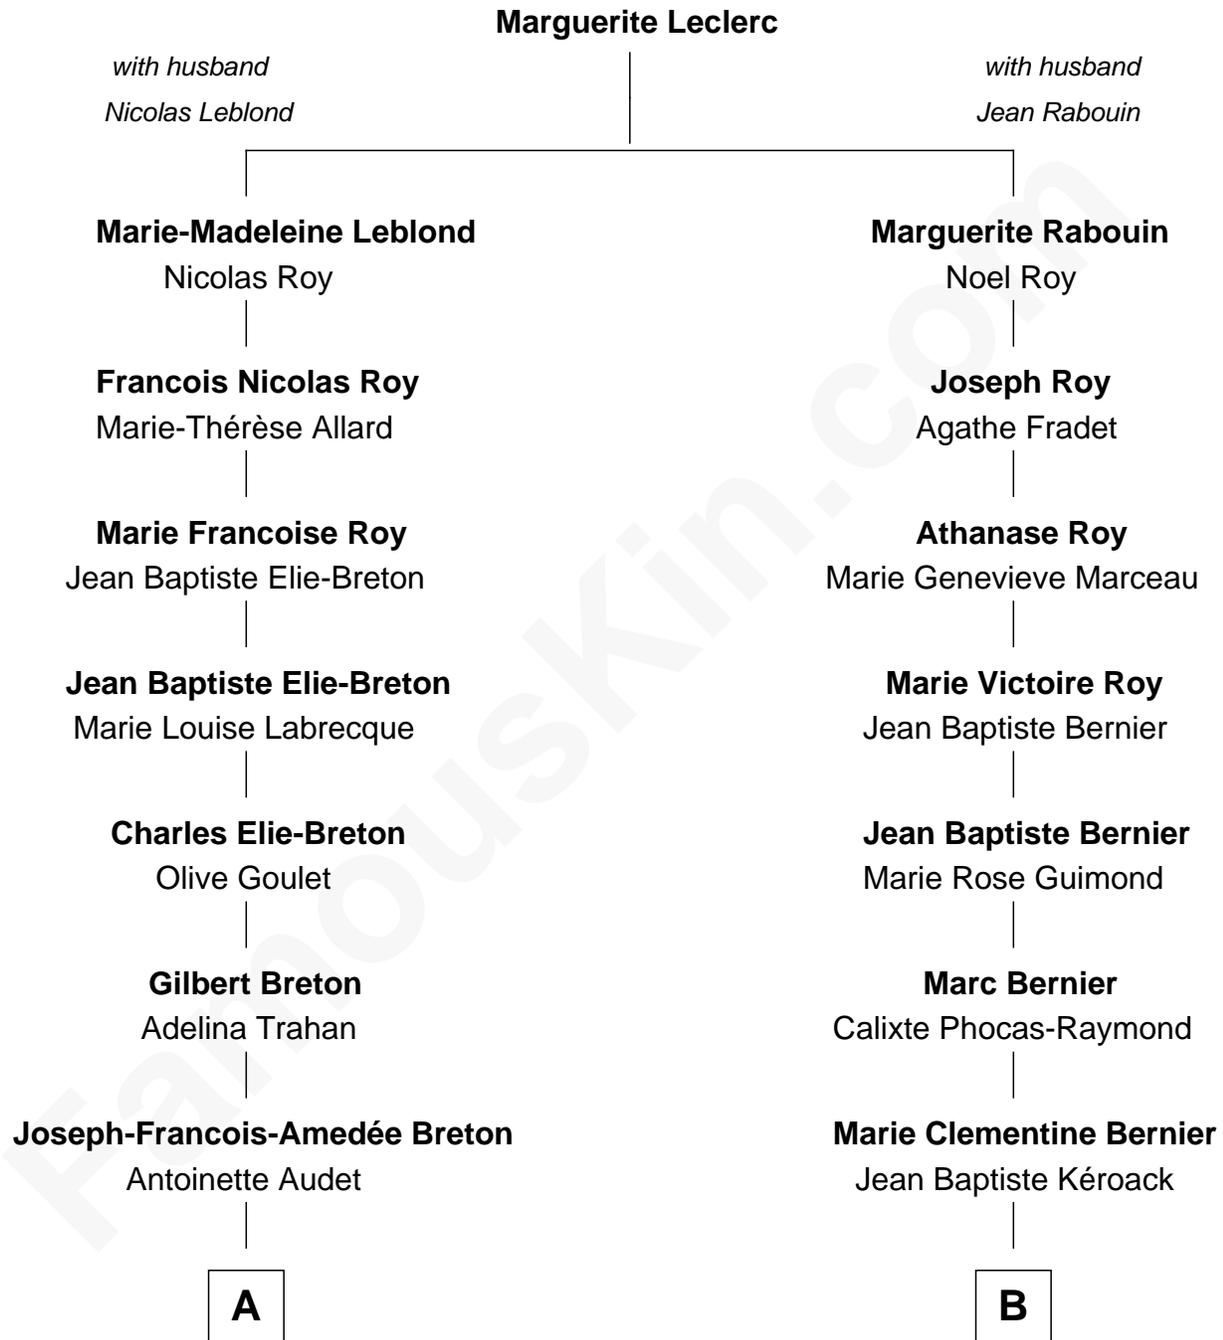 Marguerite Leclerc
with husband
Nicolas Leblond
with husband
Jean Rabouin
Marie-Madeleine Leblond
Nicolas Roy
Marguerite Rabouin
Noel Roy
Francois Nicolas Roy
Marie-Thérèse Allard
Joseph Roy
Agathe Fradet
Marie Francoise Roy
Jean Baptiste Elie-Breton
Athanase Roy
Marie Genevieve Marceau
Jean Baptiste Elie-Breton
Marie Louise Labrecque
Marie Victoire Roy
Jean Baptiste Bernier
Charles Elie-Breton
Olive Goulet
Jean Baptiste Bernier
Marie Rose Guimond
Gilbert Breton
Adelina Trahan
Marc Bernier
Calixte Phocas-Raymond
Joseph-Francois-Amedée Breton
Antoinette Audet
Marie Clementine Bernier
Jean Baptiste Kéroack
A
B
FamousKin.com